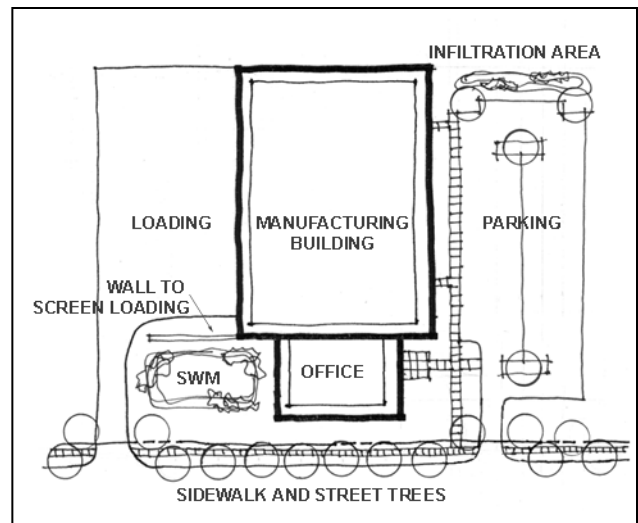 INFILTRATION AREA
LOADING
MANUFACTURING
BUILDING
PARKING
WALL TO
SCREEN LOADING
SWM
OFFICE
SIDEWALK AND STREET TREES